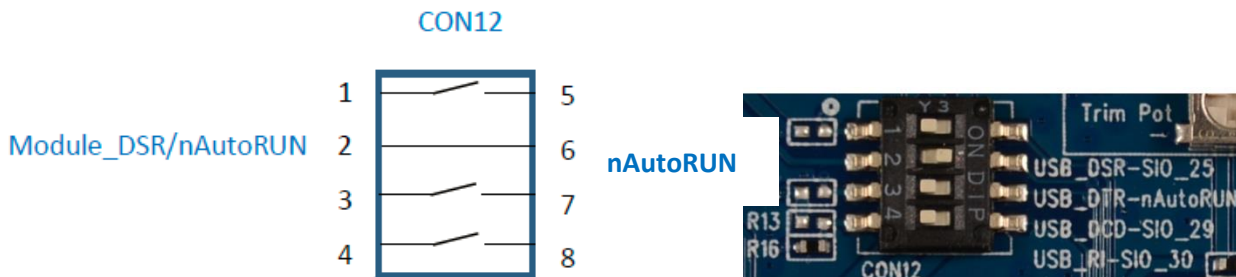 CON12
1 5
Module_DSR/nAutoRUN 2 6 nAutoRUN
3 7
4 8
Y3
1 2 3 4
ON DIP
Trim Pot
USB_DSR-SIO_25
USB_DTR-nAutoRUN
R13
USB_DCD-SIO_29
R16
USB_RI-SIO_30
CON12